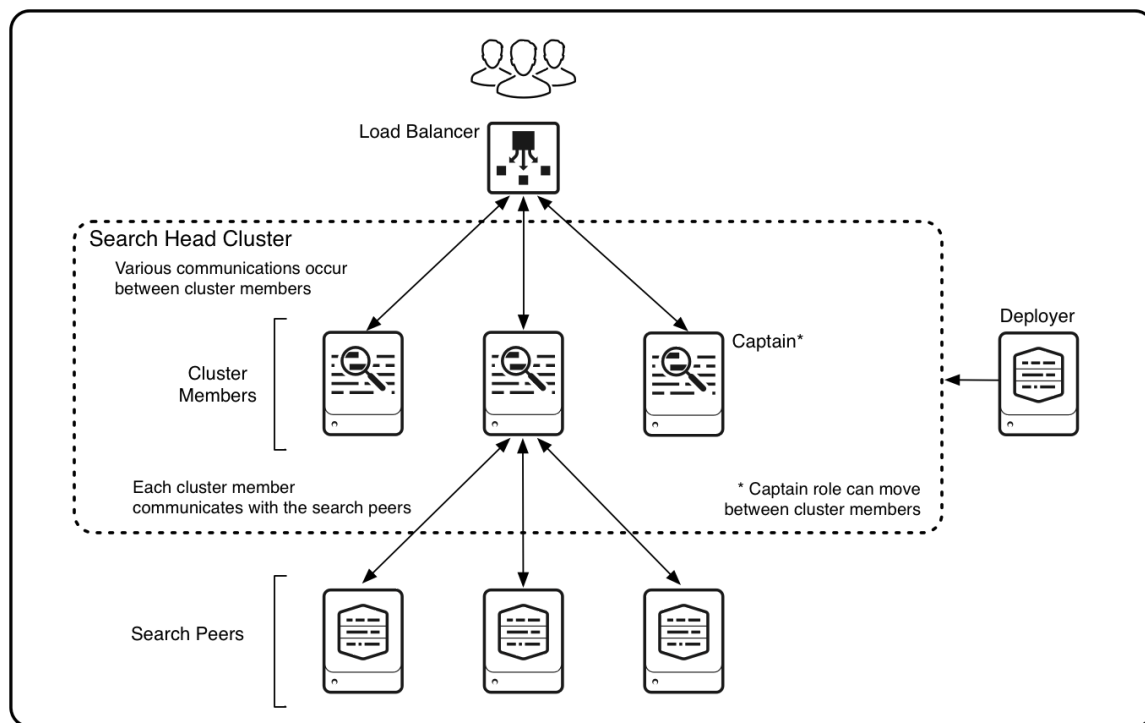 Load Balancer
Search Head Cluster
Various communications occur
between cluster members
Deployer
Captain*
Cluster
Members
Each cluster member
communicates with the search peers
* Captain role can move
between cluster members
Search Peers